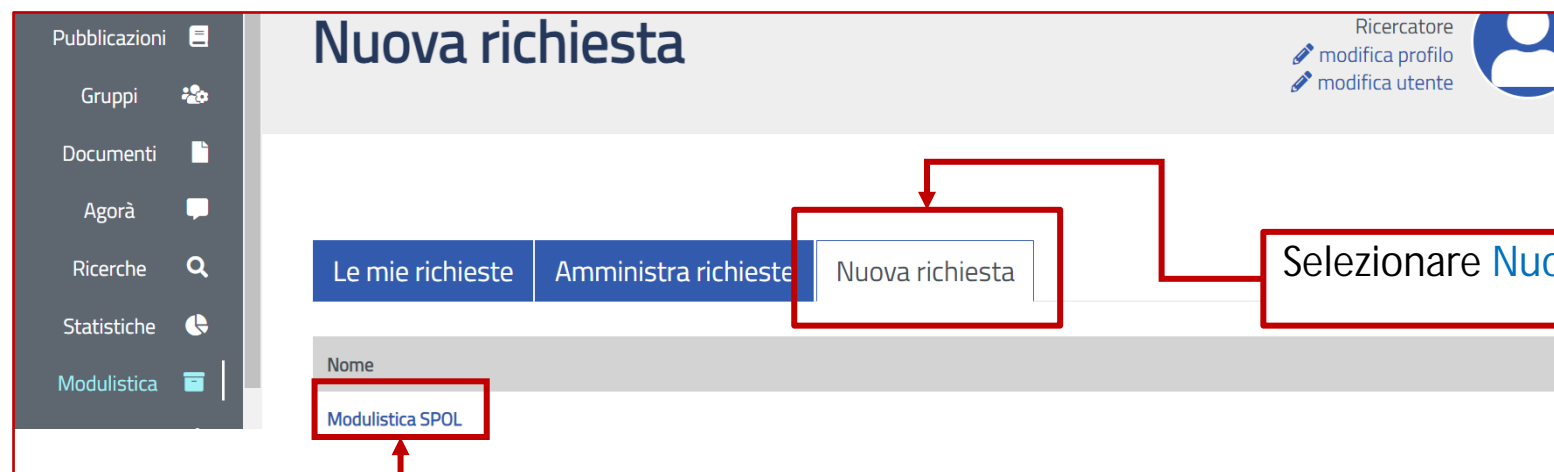 Pubblicazioni
Gruppi
Documenti
Agorà
Ricerche
Statistiche
Modulistica
Nuova richiesta
Ricercatore
modifica profilo
modifica utente
Le mie richieste
Amministra richieste
Nuova richiesta
Selezionare
Nome
Modulistica SPOL